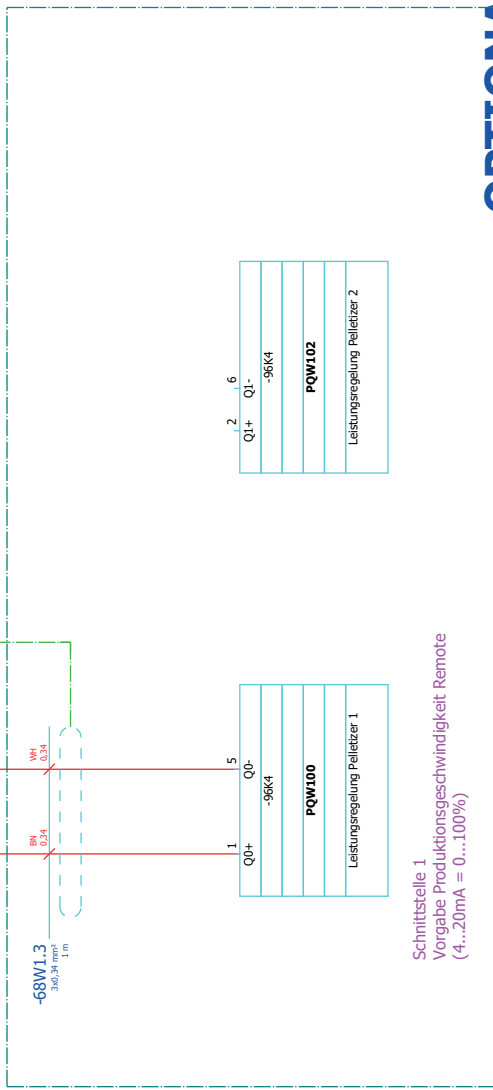 -68W1.3
3x0,34 mm²
1 m
BN
0,34
WH
0,34
1
5
Q0+
Q0-
-96K4
PQW100
Leistungsregelung Pelletizer 1
2
6
Q1+
Q1-
-96K4
PQW102
Leistungsregelung Pelletizer 2
Schnittstelle 1
Vorgabe Produktionsgeschwindigkeit Remote
(4...20mA = 0...100%)